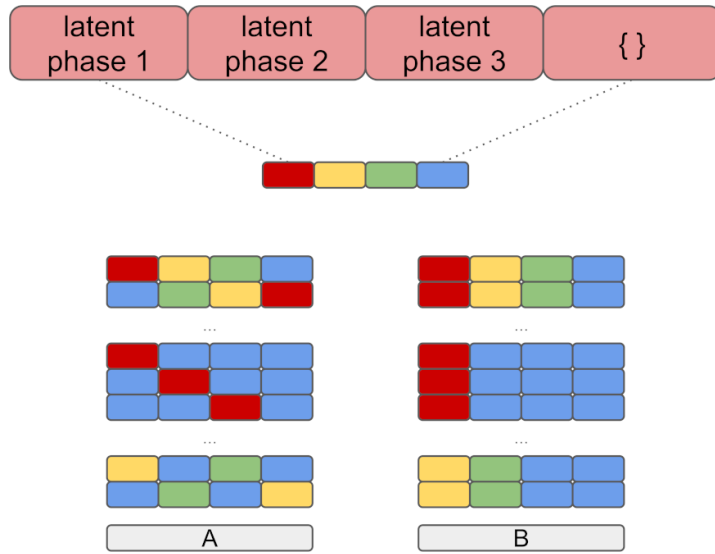 latent phase 1
latent phase 2
latent phase 3
{ }
...
...
...
...
A
B